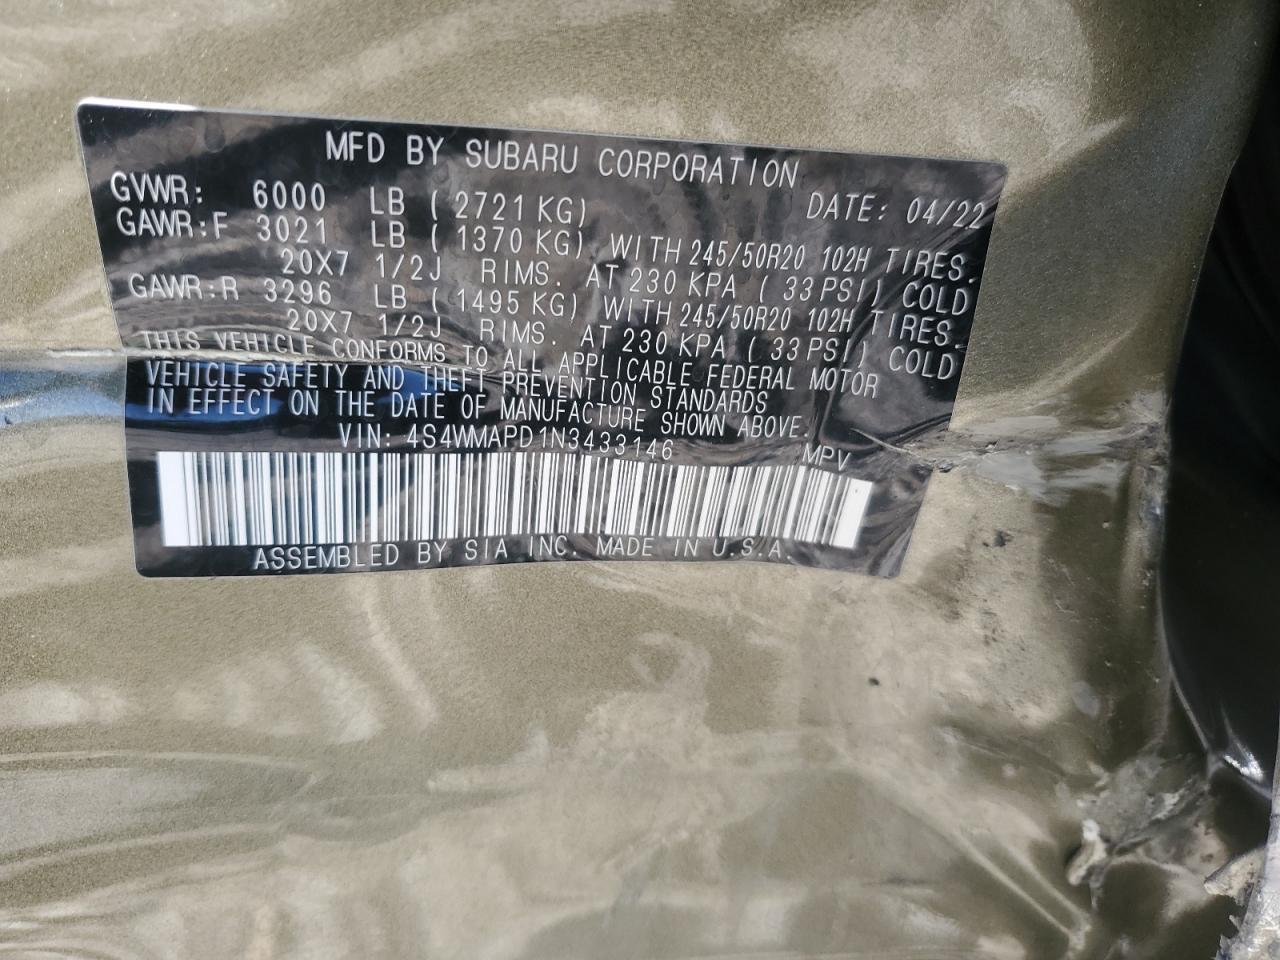 MFD BY SUBARU CORPORATION
GVWR: 6000 LB ( 2721 KG) DATE: 04/22
GAWR:F 3021 LB ( 1370 KG) WITH 245/50R20 102H TIRES.
20X7 1/2J RIMS. AT 230 KPA ( 33 PSI) COLD
GAWR:R 3296 LB ( 1495 KG) WITH 245/50R20 102H TIRES.
20X7 1/2J RIMS. AT 230 KPA ( 33 PSI) COLD
THIS VEHICLE CONFORMS TO ALL APPLICABLE FEDERAL MOTOR
VEHICLE SAFETY AND THEFT PREVENTION STANDARDS
IN EFFECT ON THE DATE OF MANUFACTURE SHOWN ABOVE.
VIN: 4S4WMAPD1N3433146 MPV
ASSEMBLED BY SIA INC. MADE IN U.S.A.